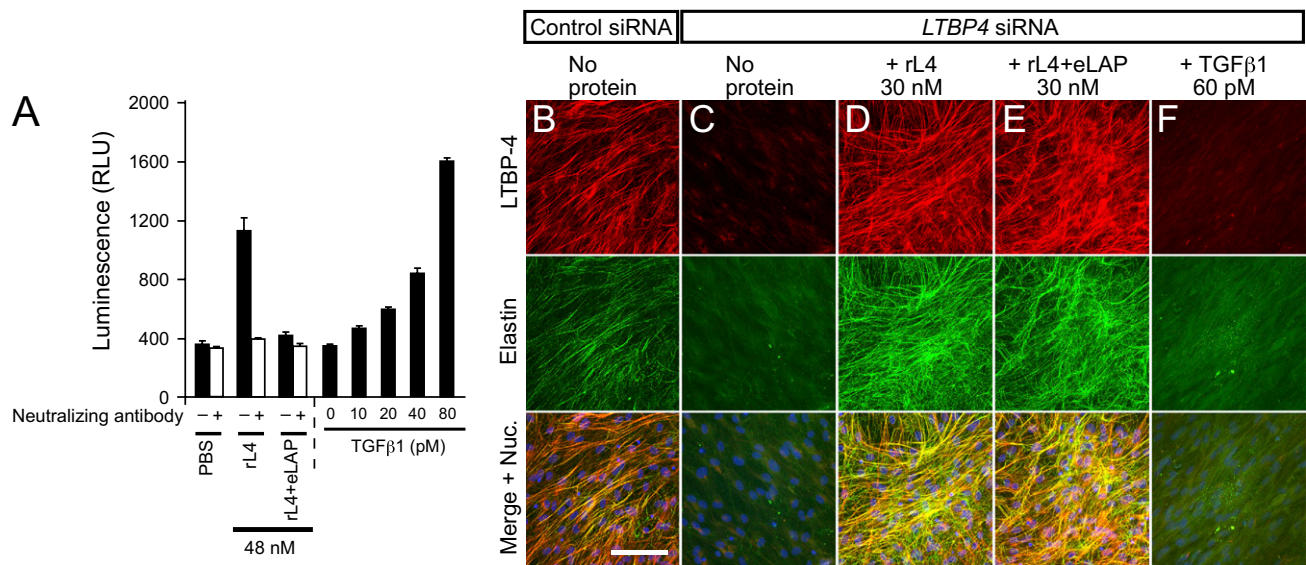 A
2000
1600
1200
800
400
0
Luminescence (RLU)
Neutralizing antibody
– + – + – + 0 10 20 40 80
PBS
rL4
rL4+eLAP
TGFβ1 (pM)
48 nM
Control siRNA
LTBP4 siRNA
No protein
No protein
+ rL4
30 nM
+ rL4+eLAP
30 nM
+ TGFβ1
60 pM
B C D E F
LTBP-4
Elastin
Merge + Nuc.